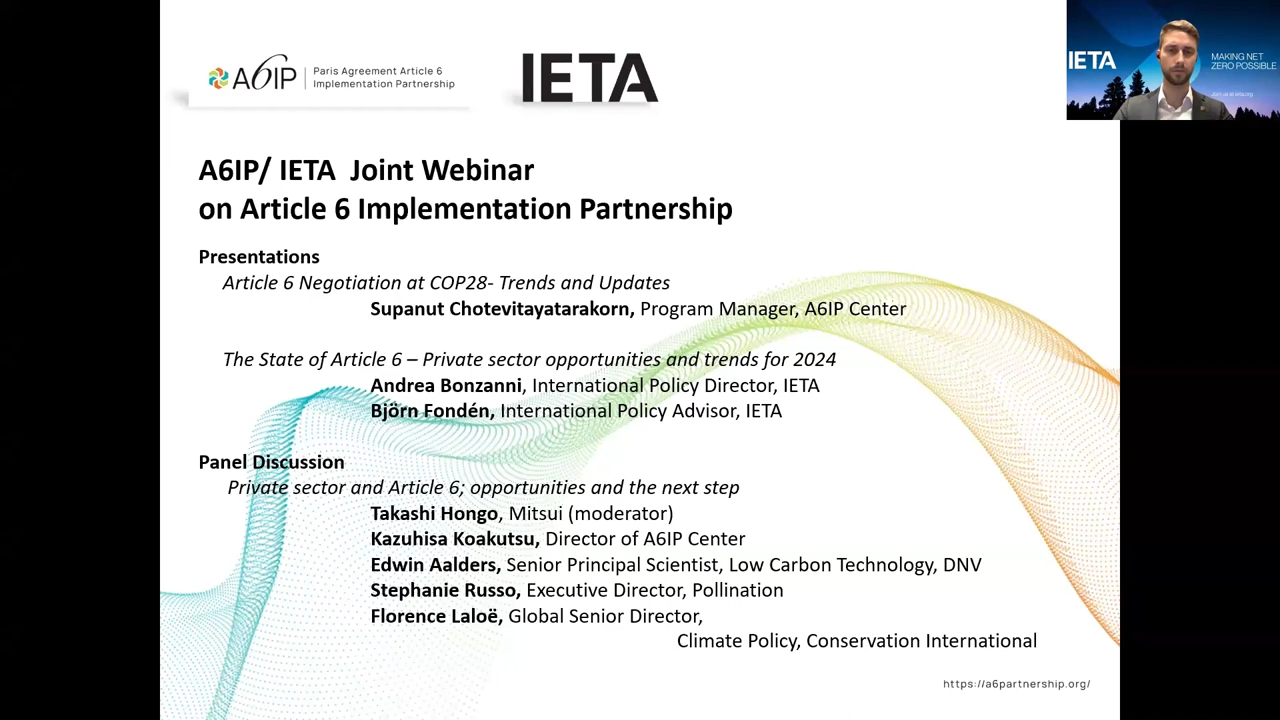 A6IP
Paris Agreement Article 6
Implementation Partnership
IETA
IETA
MAKING NET
ZERO POSSIBLE
Join us at ieta.org
A6IP/ IETA Joint Webinar
on Article 6 Implementation Partnership
Presentations
Article 6 Negotiation at COP28- Trends and Updates
Supanut Chotevitayatarakorn, Program Manager, A6IP Center
The State of Article 6 – Private sector opportunities and trends for 2024
Andrea Bonzanni, International Policy Director, IETA
Björn Fondén, International Policy Advisor, IETA
Panel Discussion
Private sector and Article 6; opportunities and the next step
Takashi Hongo, Mitsui (moderator)
Kazuhisa Koakutsu, Director of A6IP Center
Edwin Aalders, Senior Principal Scientist, Low Carbon Technology, DNV
Stephanie Russo, Executive Director, Pollination
Florence Laloë, Global Senior Director,
Climate Policy, Conservation International
https://a6partnership.org/